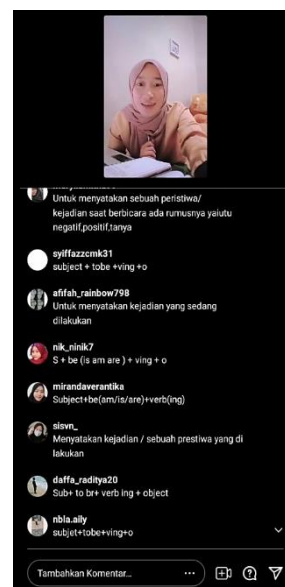 Untuk menyatakan sebuah peristiwa/
kejadian saat berbicara ada rumusnya yaiutu
negatif,positif,tanya
syiffazzcmk31
subject + tobe +ving +o
afifah_rainbow798
Untuk menyatakan kejadian yang sedang
dilakukan
nik_ninik7
S + be (is am are ) + ving + o
mirandaverantika
Subject+be(am/is/are)+verb(ing)
sisvn_
Menyatakan kejadian / sebuah prestiwa yang di
lakukan
daffa_raditya20
Sub+ to br+ verb ing + object
nbla.aily
subjet+tobe+ving+o
Tambahkan Komentar...